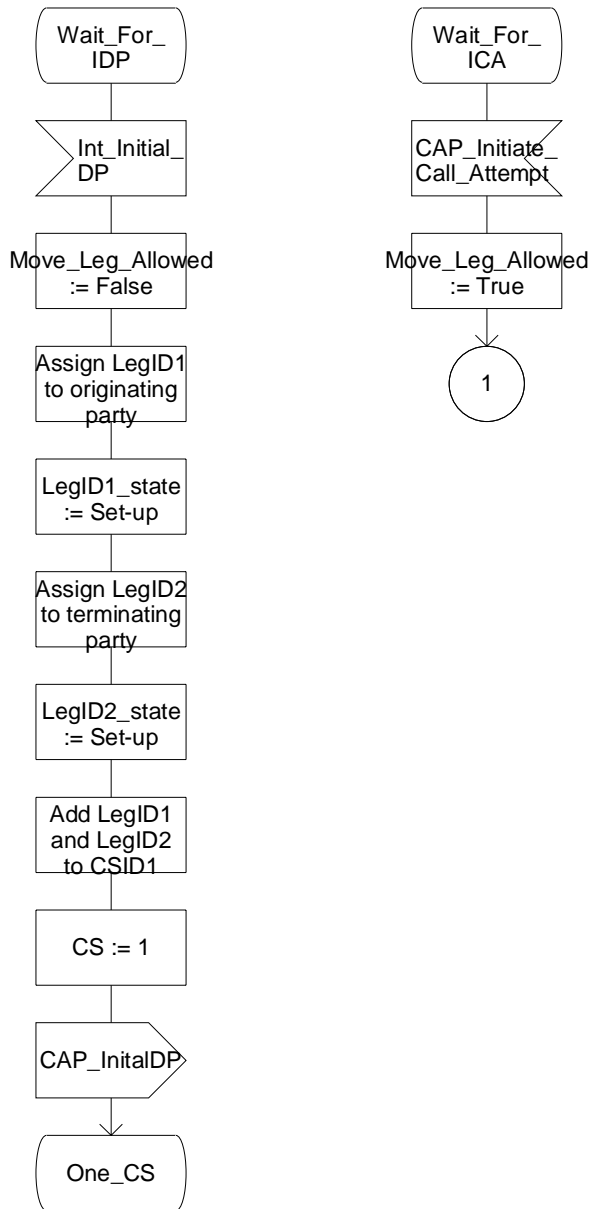 Wait_For_
IDP
Int_Initial_
DP
Move_Leg_Allowed
:= False
Assign LegID1
to originating
party
LegID1_state
:= Set-up
Assign LegID2
to terminating
party
LegID2_state
:= Set-up
Add LegID1
and LegID2
to CSID1
CS := 1
CAP_InitalDP
One_CS
Wait_For_
ICA
CAP_Initiate_
Call_Attempt
Move_Leg_Allowed
:= True
1